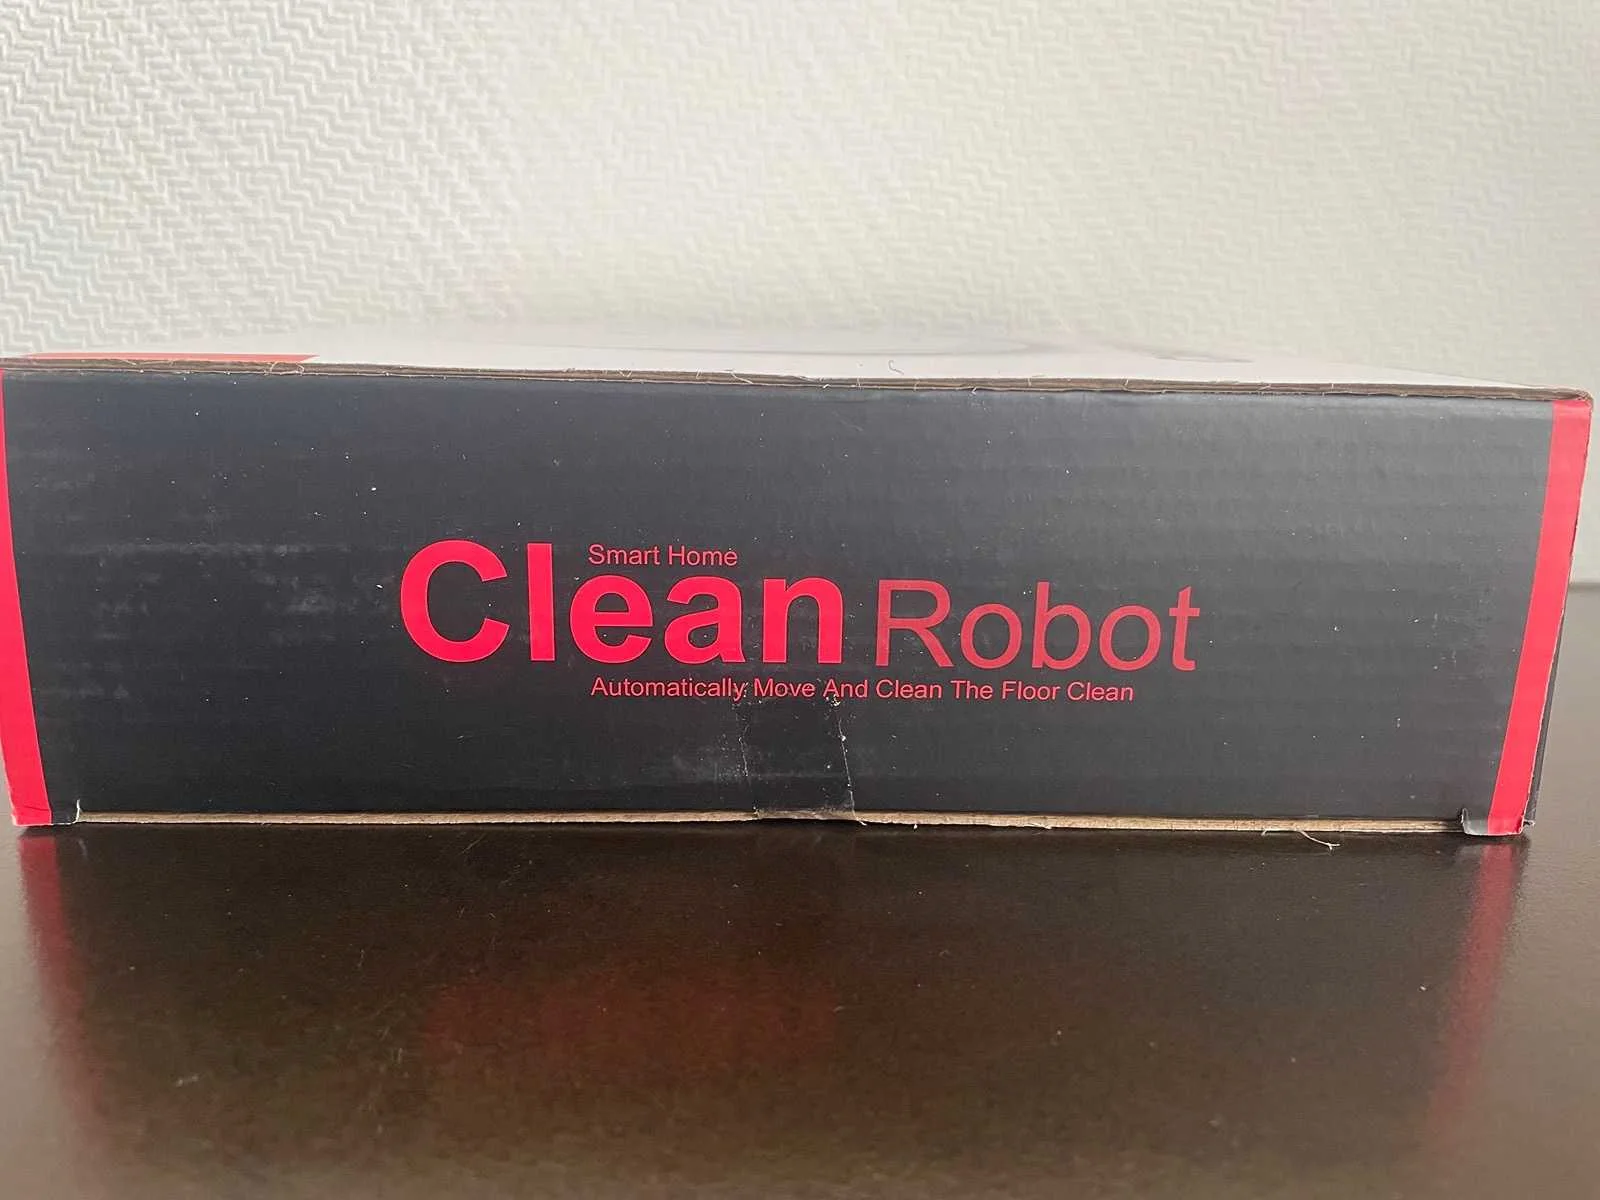 Smart Home
Clean Robot
Automatically Move And Clean The Floor Clean